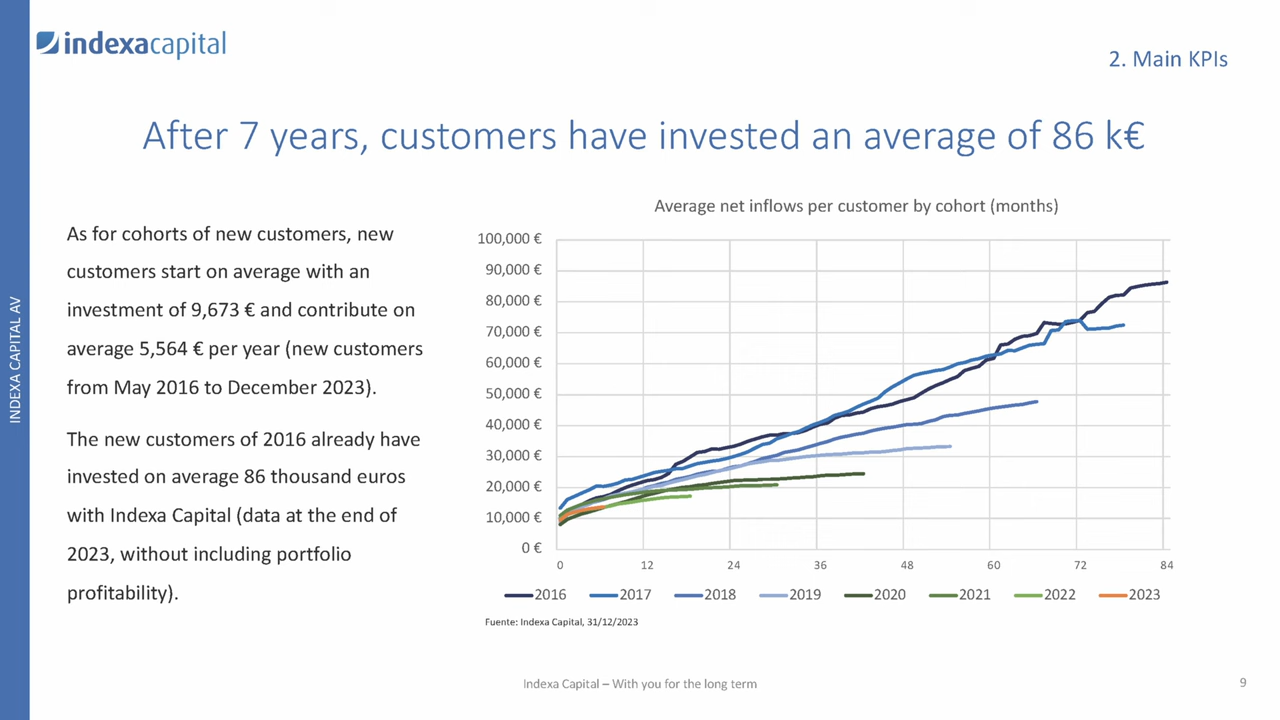 indexacapital
2. Main KPIs
After 7 years, customers have invested an average of 86 k€
As for cohorts of new customers, new
customers start on average with an
investment of 9,673 € and contribute on
average 5,564 € per year (new customers
from May 2016 to December 2023).
The new customers of 2016 already have
invested on average 86 thousand euros
with Indexa Capital (data at the end of
2023, without including portfolio
profitability).
INDEXA CAPITAL AV
Average net inflows per customer by cohort (months)
100,000 €
90,000 €
80,000 €
70,000 €
60,000 €
50,000 €
40,000 €
30,000 €
20,000 €
10,000 €
0 €
0 12 24 36 48 60 72 84
2016 2017 2018 2019 2020 2021 2022 2023
Fuente: Indexa Capital, 31/12/2023
Indexa Capital – With you for the long term
9